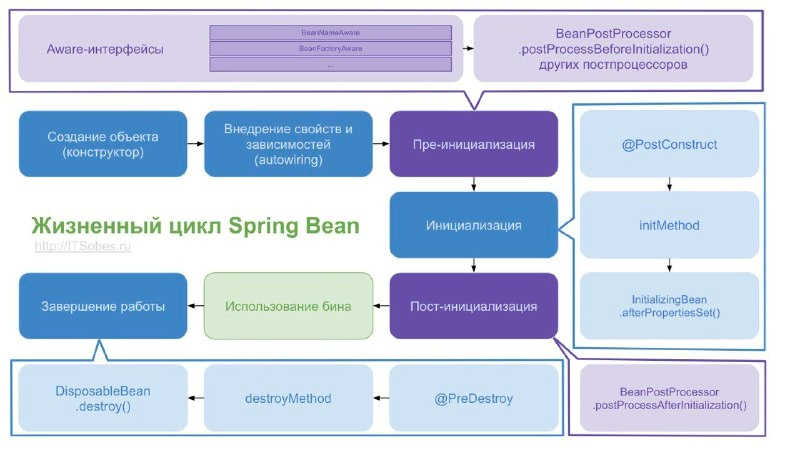 Aware-интерфейсы
BeanNameAware
BeanFactoryAware
...
BeanPostProcessor
.postProcessBeforeInitialization()
других постпроцессоров
Создание объекта
(конструктор)
Внедрение свойств и
зависимостей
(autowiring)
Пре-инициализация
@PostConstruct
Жизненный цикл Spring Bean
http://ITSobes.ru
Инициализация
initMethod
Завершение работы
Использование бина
Пост-инициализация
InitializingBean
.afterPropertiesSet()
DisposableBean
.destroy()
destroyMethod
@PreDestroy
BeanPostProcessor
.postProcessAfterInitialization()